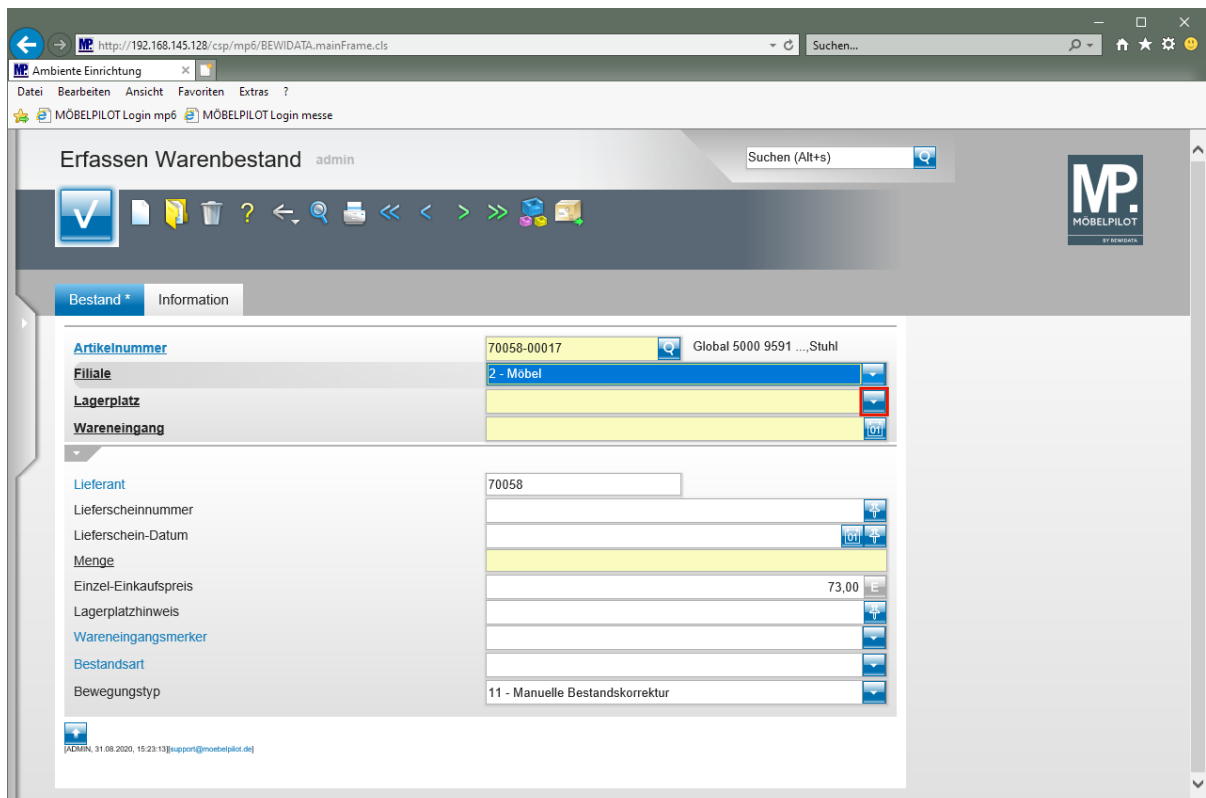 http://192.168.145.128/csp/mp6/BEWIDATA.mainFrame.cls
Suchen...
Ambiente Einrichtung
Datei Bearbeiten Ansicht Favoriten Extras ?
MÖBELPILOT Login mp6 MÖBELPILOT Login messe
Erfassen Warenbestand admin
Suchen (Alt+s)
MP.
MÖBELPILOT
BY BEWIDATA
Bestand * Information
Artikelnummer 70058-00017 Global 5000 9591 ...,Stuhl
Filiale 2 - Möbel
Lagerplatz
Wareneingang
Lieferant 70058
Lieferscheinnummer
Lieferschein-Datum
Menge
Einzel-Einkaufspreis 73,00 E
Lagerplatzhinweis
Wareneingangsmerker
Bestandsart
Bewegungstyp 11 - Manuelle Bestandskorrektur
[ADMIN, 31.08.2020, 15:23:13][support@moebelpilot.de]